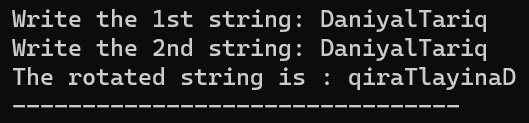 Write the 1st string: DaniyalTariq
Write the 2nd string: DaniyalTariq
The rotated string is : qiraTlayinaD
--------------------------------